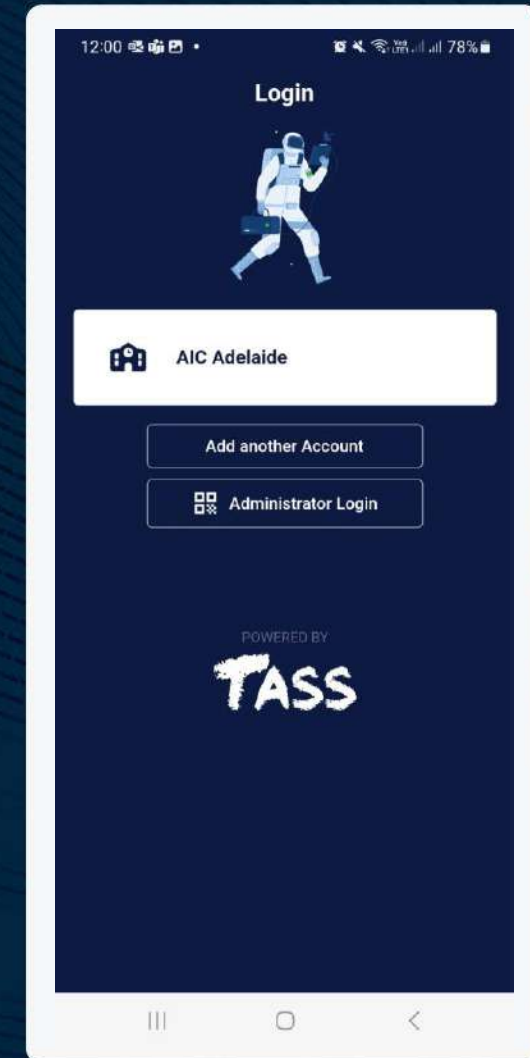 12:00
78%
Login
AIC Adelaide
Add another Account
Administrator Login
POWERED BY
TASS